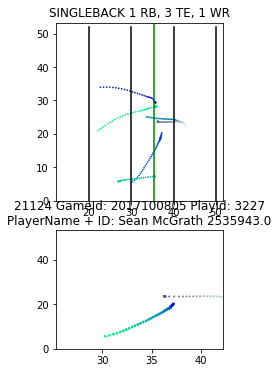 SINGLEBACK 1 RB, 3 TE, 1 WR
50
40
30
20
10
0
20 30 40 50
21124 GameId: 2017100805 PlayId: 3227
PlayerName + ID: Sean McGrath 2535943.0
40
20
0
30 35 40